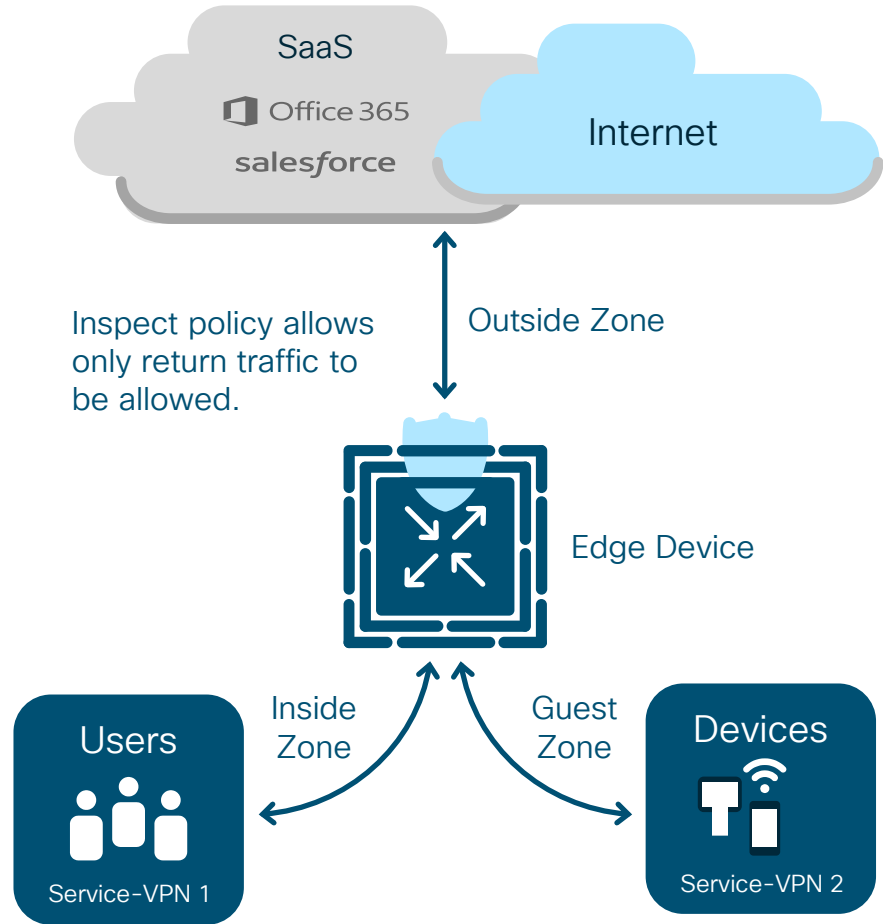 SaaS
Office 365
salesforce
Internet
Inspect policy allows
only return traffic to
be allowed.
Outside Zone
Edge Device
Inside
Zone
Guest
Zone
Users
Service-VPN 1
Devices
Service-VPN 2